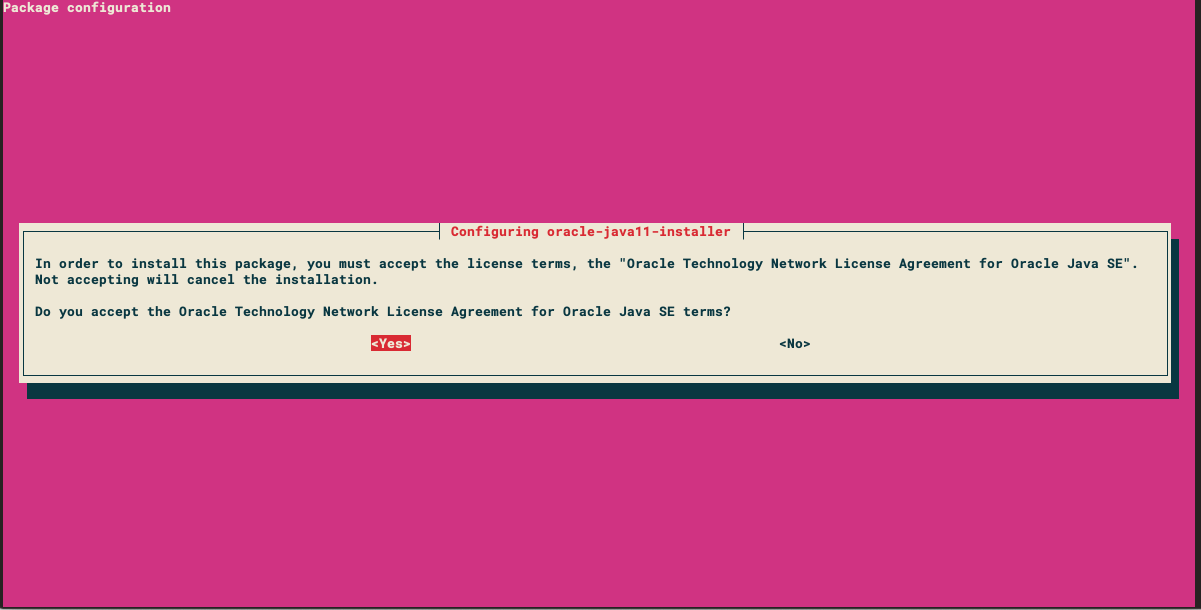 Package configuration
Configuring oracle-java11-installer
In order to install this package, you must accept the license terms, the "Oracle Technology Network License Agreement for Oracle Java SE".
Not accepting will cancel the installation.
Do you accept the Oracle Technology Network License Agreement for Oracle Java SE terms?
<Yes> <No>